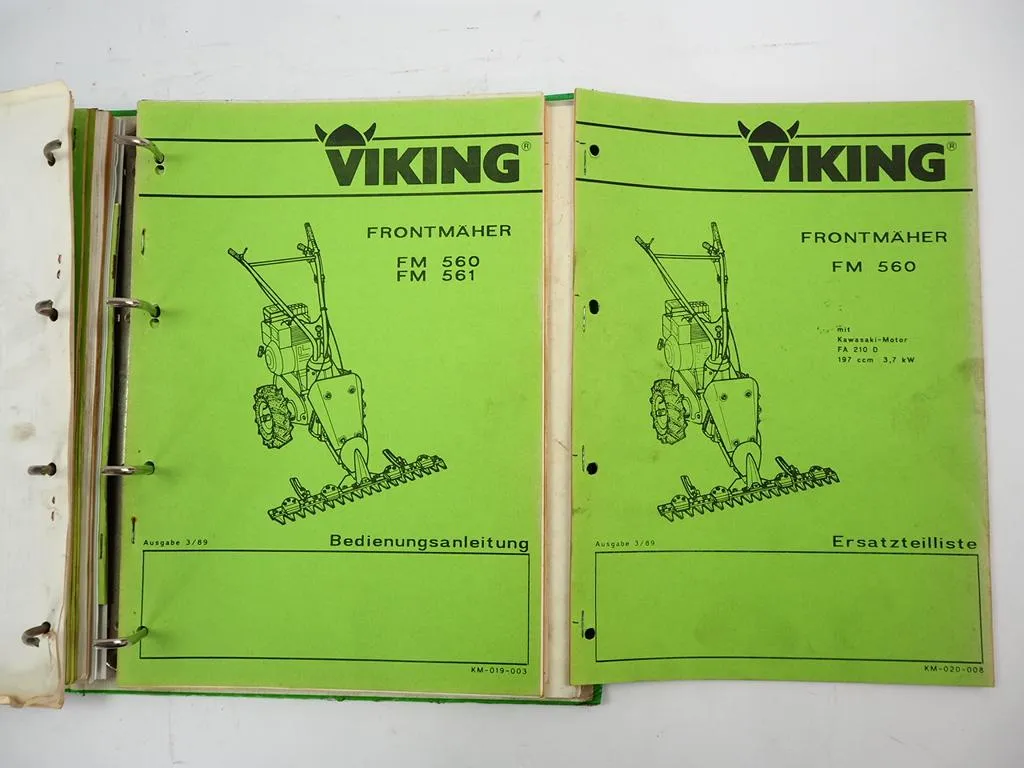 VIKING®
FRONTMÄHER
FM 560
FM 561
Ausgabe 3/89
Bedienungsanleitung
KM-019-003
VIKING®
FRONTMÄHER
FM 560
mit
Kawasaki-Motor
FA 210 D
197 ccm 3,7 kW
Ausgabe 3/89
Ersatzteilliste
KM-020-008